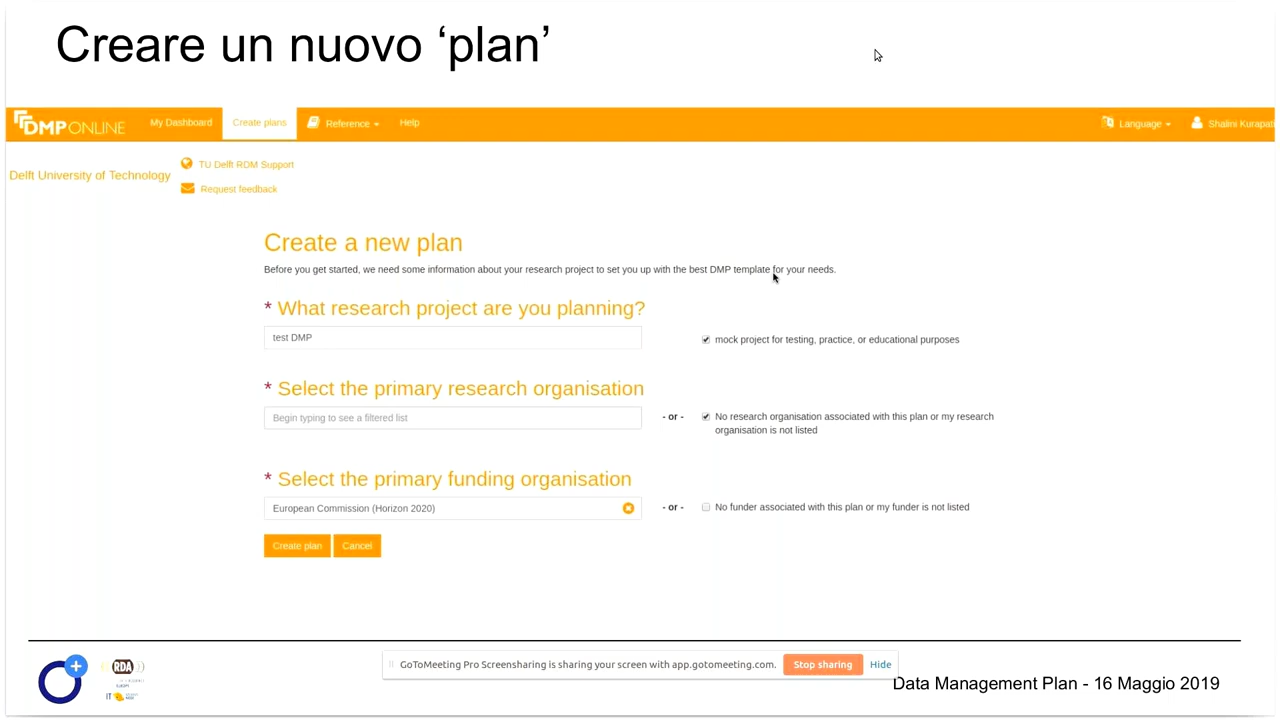 Creare un nuovo ‘plan’
DMPONLINE
My Dashboard
Create plans
Reference
Help
Language
Shalini Kurapati
Delft University of Technology
TU Delft RDM Support
Request feedback
Create a new plan
Before you get started, we need some information about your research project to set you up with the best DMP template for your needs.
* What research project are you planning?
test DMP
mock project for testing, practice, or educational purposes
* Select the primary research organisation
Begin typing to see a filtered list
- or -
No research organisation associated with this plan or my research
organisation is not listed
* Select the primary funding organisation
European Commission (Horizon 2020)
- or -
No funder associated with this plan or my funder is not listed
Create plan
Cancel
RDA
IT
GoToMeeting Pro Screensharing is sharing your screen with app.gotomeeting.com.
Stop sharing
Hide
Data Management Plan - 16 Maggio 2019